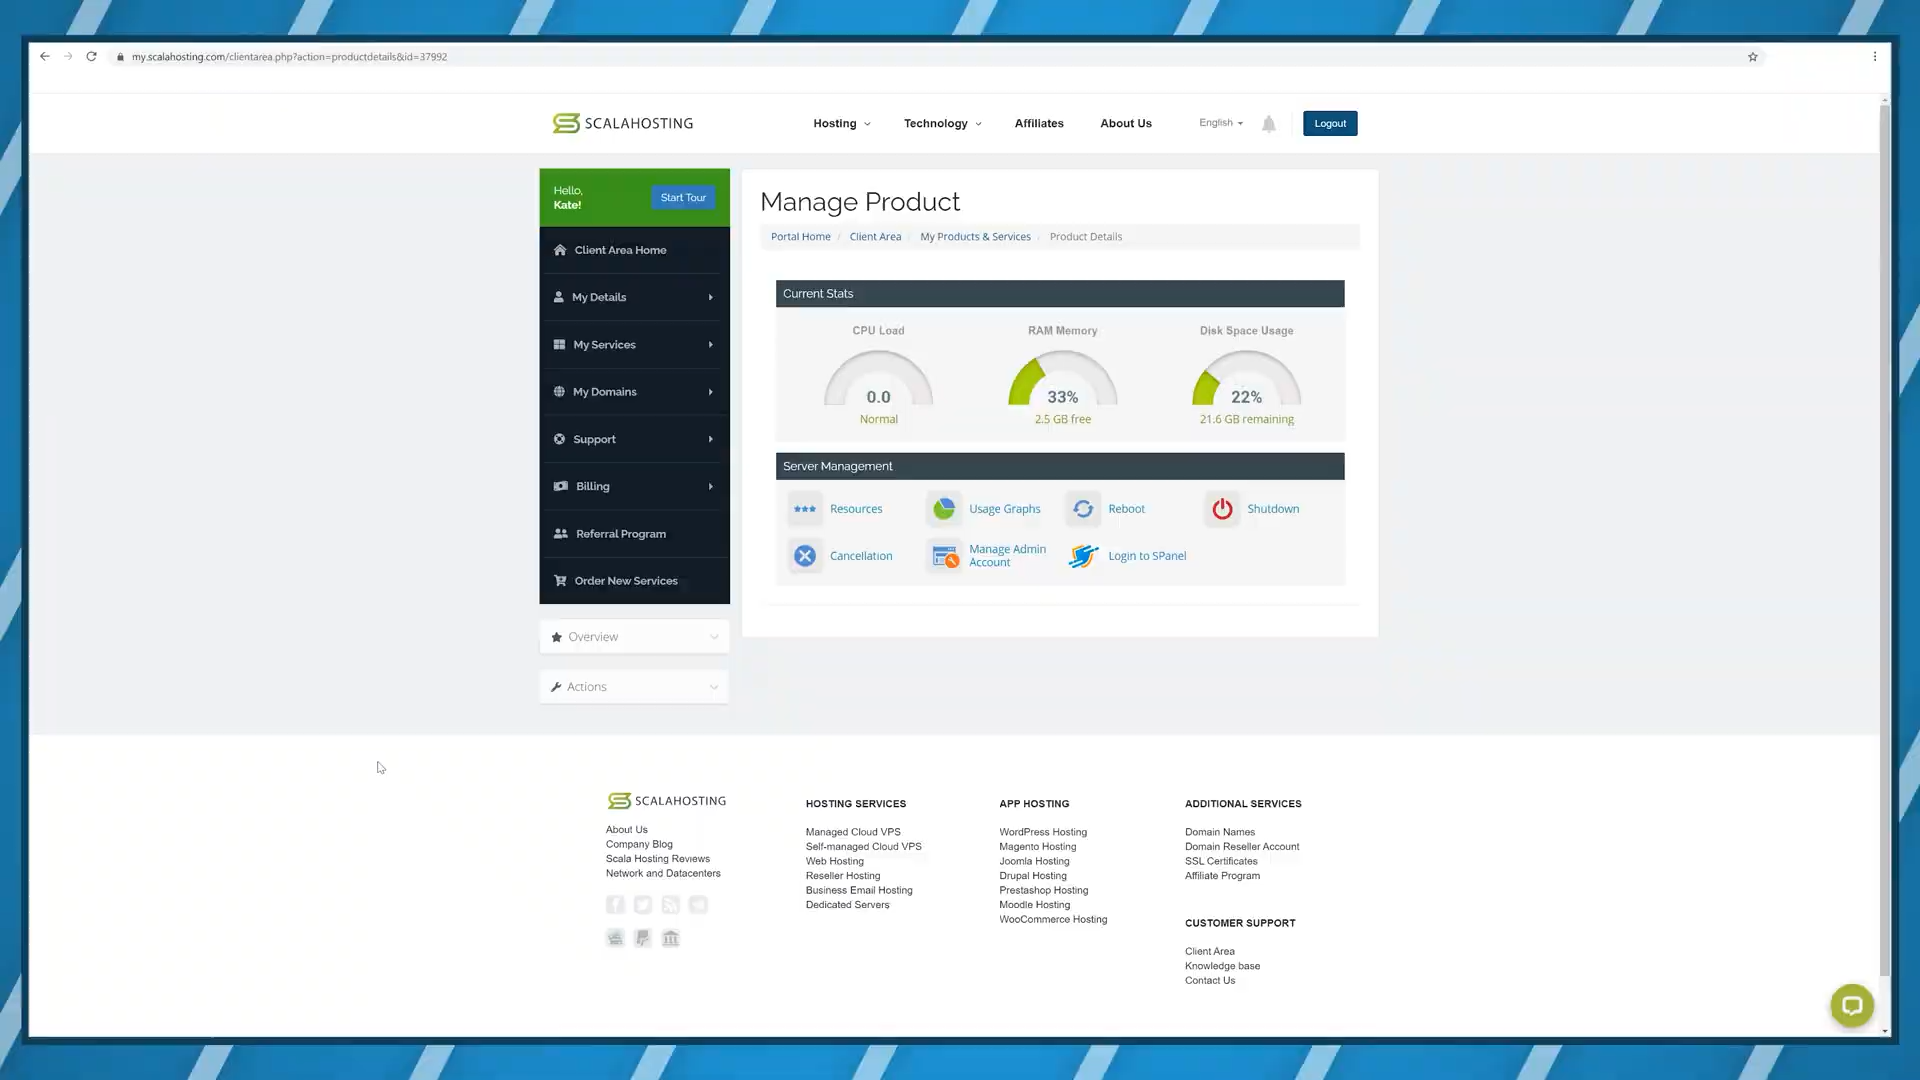 my.scalahosting.com/clientarea.php?action=productdetails&id=37992
SCALAHOSTING
Hosting
Technology
Affiliates
About Us
English
Logout
Hello,
Kate!
Start Tour
Client Area Home
My Details
My Services
My Domains
Support
Billing
Referral Program
Order New Services
Overview
Actions
Manage Product
Portal Home / Client Area / My Products & Services / Product Details
Current Stats
CPU Load
RAM Memory
Disk Space Usage
0.0
33%
22%
Normal
2.5 GB free
21.6 GB remaining
Server Management
Resources
Usage Graphs
Reboot
Shutdown
Cancellation
Manage Admin
Account
Login to SPanel
SCALAHOSTING
About Us
Company Blog
Scala Hosting Reviews
Network and Datacenters
HOSTING SERVICES
Managed Cloud VPS
Self-managed Cloud VPS
Web Hosting
Reseller Hosting
Business Email Hosting
Dedicated Servers
APP HOSTING
WordPress Hosting
Magento Hosting
Joomla Hosting
Drupal Hosting
Prestashop Hosting
Moodle Hosting
WooCommerce Hosting
ADDITIONAL SERVICES
Domain Names
Domain Reseller Account
SSL Certificates
Affiliate Program
CUSTOMER SUPPORT
Client Area
Knowledge base
Contact Us